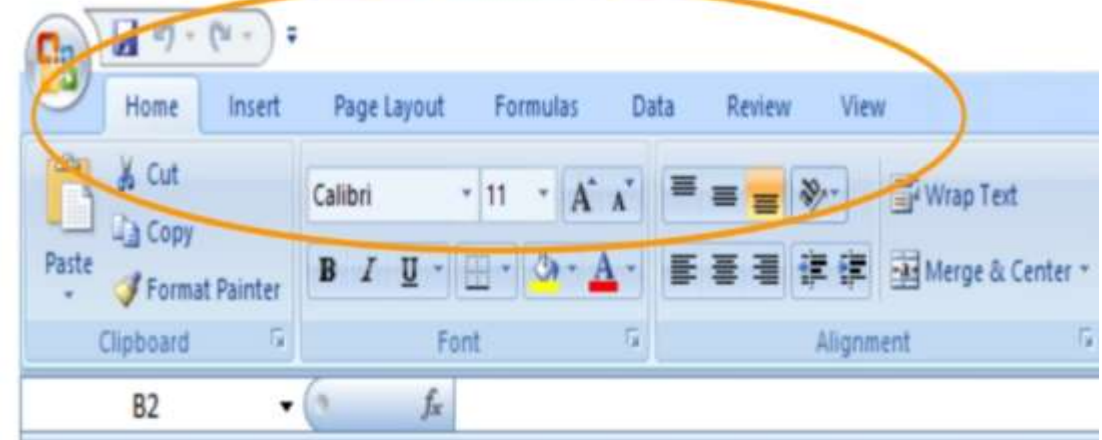 Home Insert Page Layout Formulas Data Review View
Cut
Calibri 11 A A Wrap Text
Copy
Paste
B I U A Merge & Center
Format Painter
Clipboard Font Alignment
B2 fx